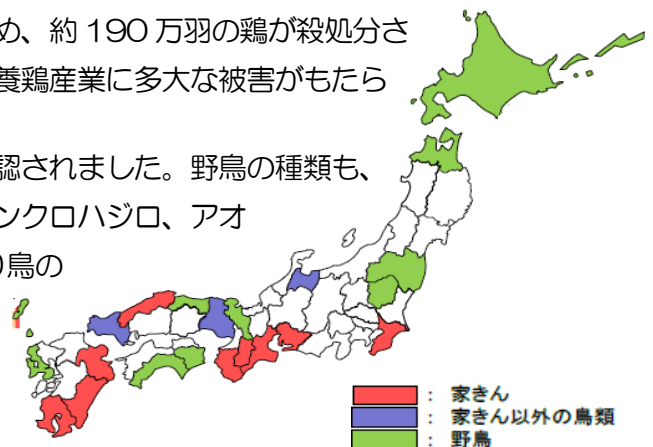 め、約 190 万羽の鶏が殺処分さ
養鶏産業に多大な被害がもたら
認されました。野鳥の種類も、
ンクロハジロ、アオ
り鳥の
： 家きん
： 家きん以外の鳥類
： 野鳥